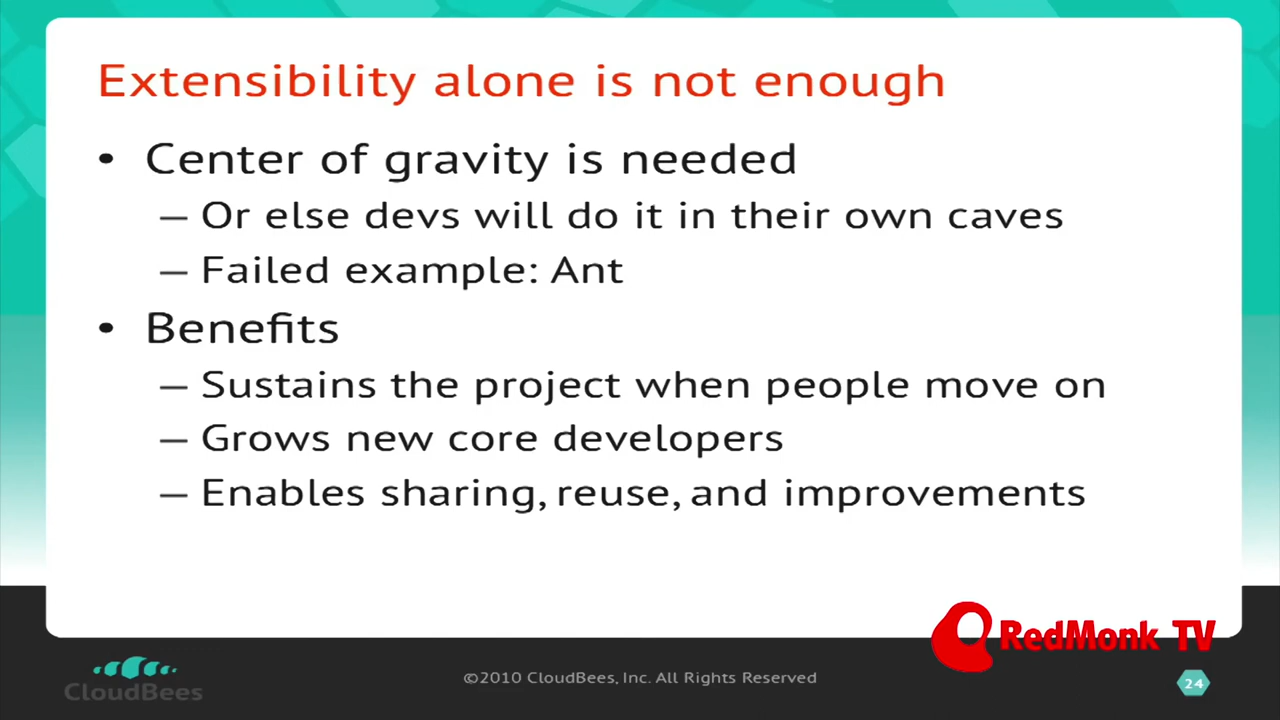 Extensibility alone is not enough
• Center of gravity is needed
— Or else devs will do it in their own caves
— Failed example: Ant
• Benefits
— Sustains the project when people move on
— Grows new core developers
— Enables sharing, reuse, and improvements
RedMonk TV
CloudBees
©2010 CloudBees, Inc. All Rights Reserved
24